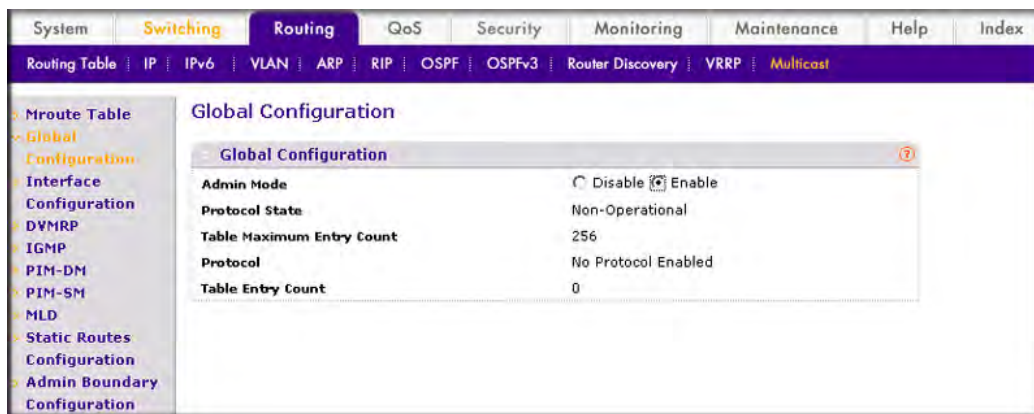 System Switching Routing QoS Security Monitoring Maintenance Help Index
Routing Table IP IPv6 VLAN ARP RIP OSPF OSPFv3 Router Discovery VRRP Multicast
Mroute Table
Global
Configuration
Interface
Configuration
DVMRP
IGMP
PIM-DM
PIM-SM
MLD
Static Routes
Configuration
Admin Boundary
Configuration
Global Configuration
Global Configuration ?
Admin Mode Disable Enable
Protocol State Non-Operational
Table Maximum Entry Count 256
Protocol No Protocol Enabled
Table Entry Count 0